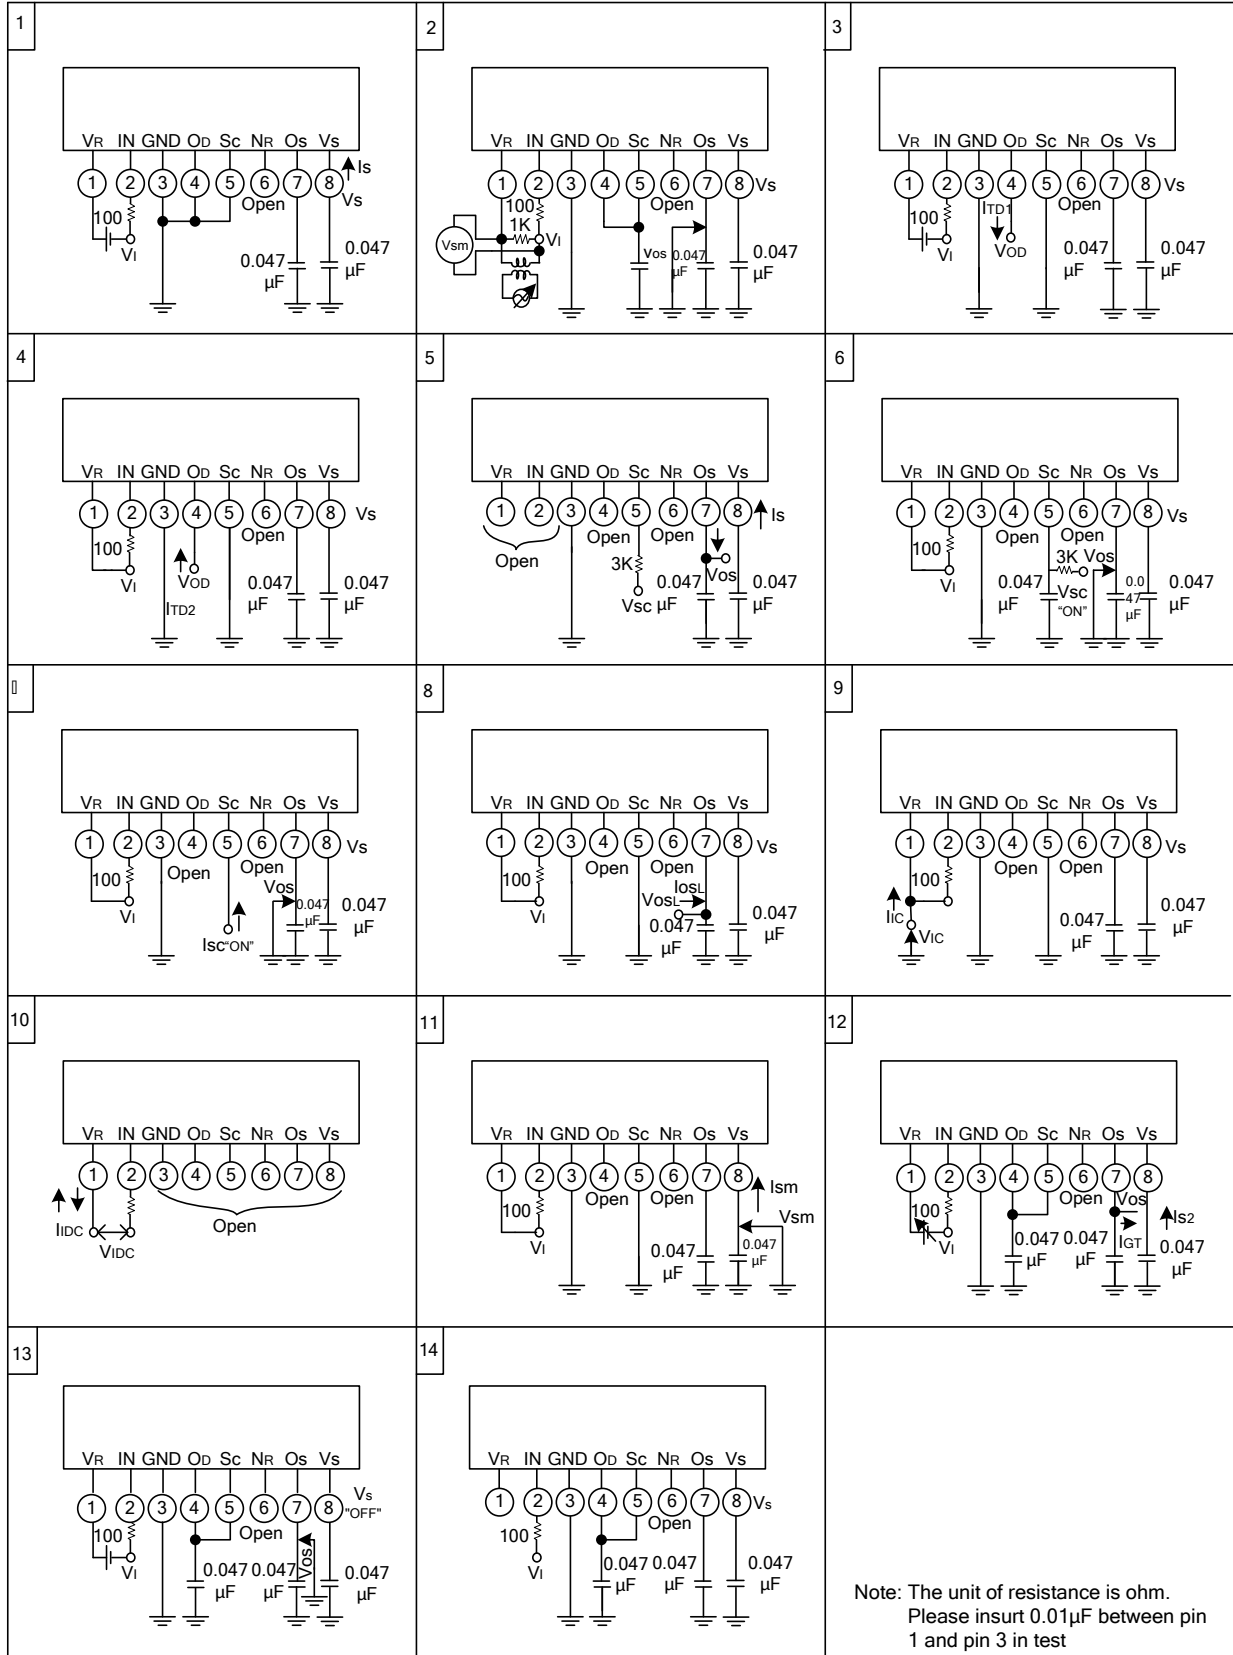 1
VR IN GND OD Sc NR Os Vs
1 2 3 4 5 6 7 8
Is
Vs
Open
100
VI
0.047
µF
0.047
µF
2
VR IN GND OD Sc NR Os Vs
1 2 3 4 5 6 7 8 Vs
100
Open
1K
VI
Vsm
Vos
0.047
µF
0.047
µF
3
VR IN GND OD Sc NR Os Vs
1 2 3 4 5 6 7 8 Vs
100
ITD1
Open
VI
VOD
0.047
µF
0.047
µF
4
VR IN GND OD Sc NR Os Vs
1 2 3 4 5 6 7 8 Vs
Open
100
VI
VOD
ITD2
0.047
µF
0.047
µF
5
VR IN GND OD Sc NR Os Vs
1 2 3 4 5 6 7 8 Is
Open
Open
Open
3K
Vos
Vsc
0.047
µF
0.047
µF
6
VR IN GND OD Sc NR Os Vs
1 2 3 4 5 6 7 8 Vs
Open
Open
100
VI
3K
Vos
0.047
µF
Vsc
"ON"
0.0
47
µF
0.047
µF
VR IN GND OD Sc NR Os Vs
1 2 3 4 5 6 7 8 Vs
Open
Open
100
VI
Vos
Isc"ON"
0.047
µF
0.047
µF
8
VR IN GND OD Sc NR Os Vs
1 2 3 4 5 6 7 8 Vs
Open
Open
100
VI
IosL
VosL
0.047
µF
0.047
µF
9
VR IN GND OD Sc NR Os Vs
1 2 3 4 5 6 7 8 Vs
Open
Open
100
IIC
VIC
0.047
µF
0.047
µF
10
VR IN GND OD Sc NR Os Vs
1 2 3 4 5 6 7 8
IIDC
VIDC
Open
11
VR IN GND OD Sc NR Os Vs
1 2 3 4 5 6 7 8
Open
Open
Ism
Vsm
100
VI
0.047
µF
0.047
µF
12
VR IN GND OD Sc NR Os Vs
1 2 3 4 5 6 7 8
Open
Vos
100
VI
IGT
Is2
0.047
µF
0.047
µF
0.047
µF
13
VR IN GND OD Sc NR Os Vs
1 2 3 4 5 6 7 8
Vs
"OFF"
100
Open
VI
Vos
0.047
µF
0.047
µF
0.047
µF
14
VR IN GND OD Sc NR Os Vs
1 2 3 4 5 6 7 8 Vs
Open
100
VI
0.047
µF
0.047
µF
0.047
µF
Note: The unit of resistance is ohm.
Please insurt 0.01µF between pin
1 and pin 3 in test